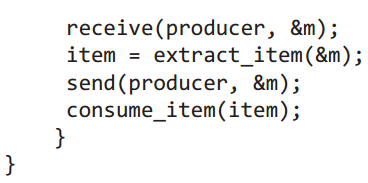 receive(producer, &m);
item = extract_item(&m);
send(producer, &m);
consume_item(item);
}
}